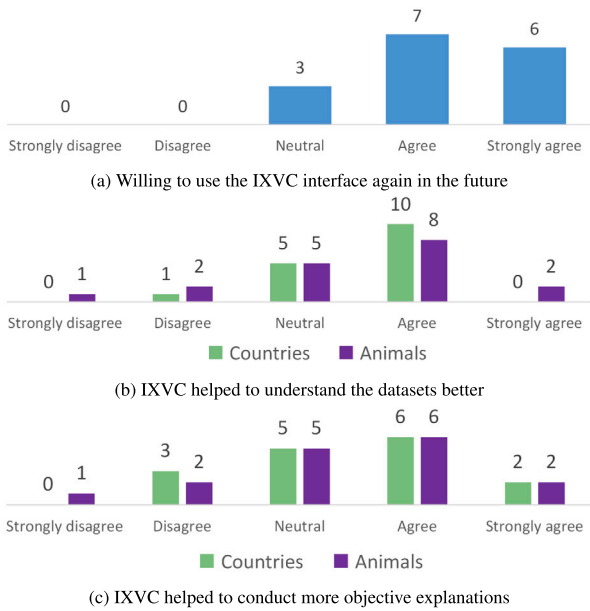 0 0 3 7 6
Strongly disagree Disagree Neutral Agree Strongly agree
(a) Willing to use the IXVC interface again in the future
0 1 1 2 5 5 10 8 0 2
Strongly disagree Disagree Neutral Agree Strongly agree
Countries Animals
(b) IXVC helped to understand the datasets better
0 1 3 2 5 5 6 6 2 2
Strongly disagree Disagree Neutral Agree Strongly agree
Countries Animals
(c) IXVC helped to conduct more objective explanations